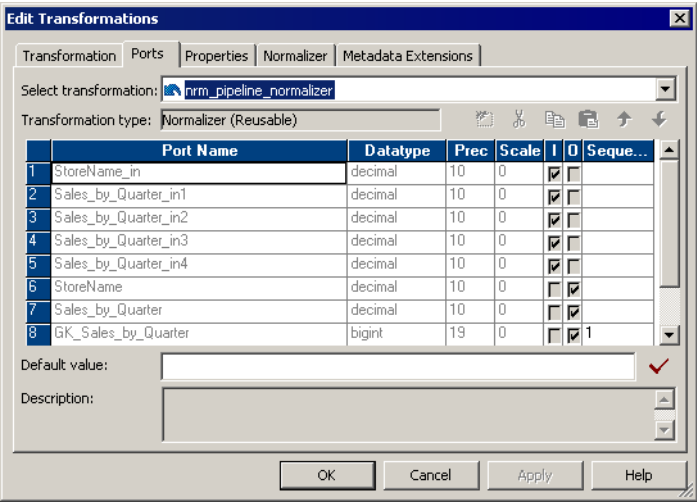 Edit Transformations
Transformation Ports Properties Normalizer Metadata Extensions
Select transformation: nrm_pipeline_normalizer
Transformation type: Normalizer (Reusable)
Port Name Datatype Prec Scale I O Seque...
1 StoreName_in decimal 10 0
2 Sales_by_Quarter_in1 decimal 10 0
3 Sales_by_Quarter_in2 decimal 10 0
4 Sales_by_Quarter_in3 decimal 10 0
5 Sales_by_Quarter_in4 decimal 10 0
6 StoreName decimal 10 0
7 Sales_by_Quarter decimal 10 0
8 GK_Sales_by_Quarter bigint 19 0 1
Default value:
Description:
OK Cancel Apply Help